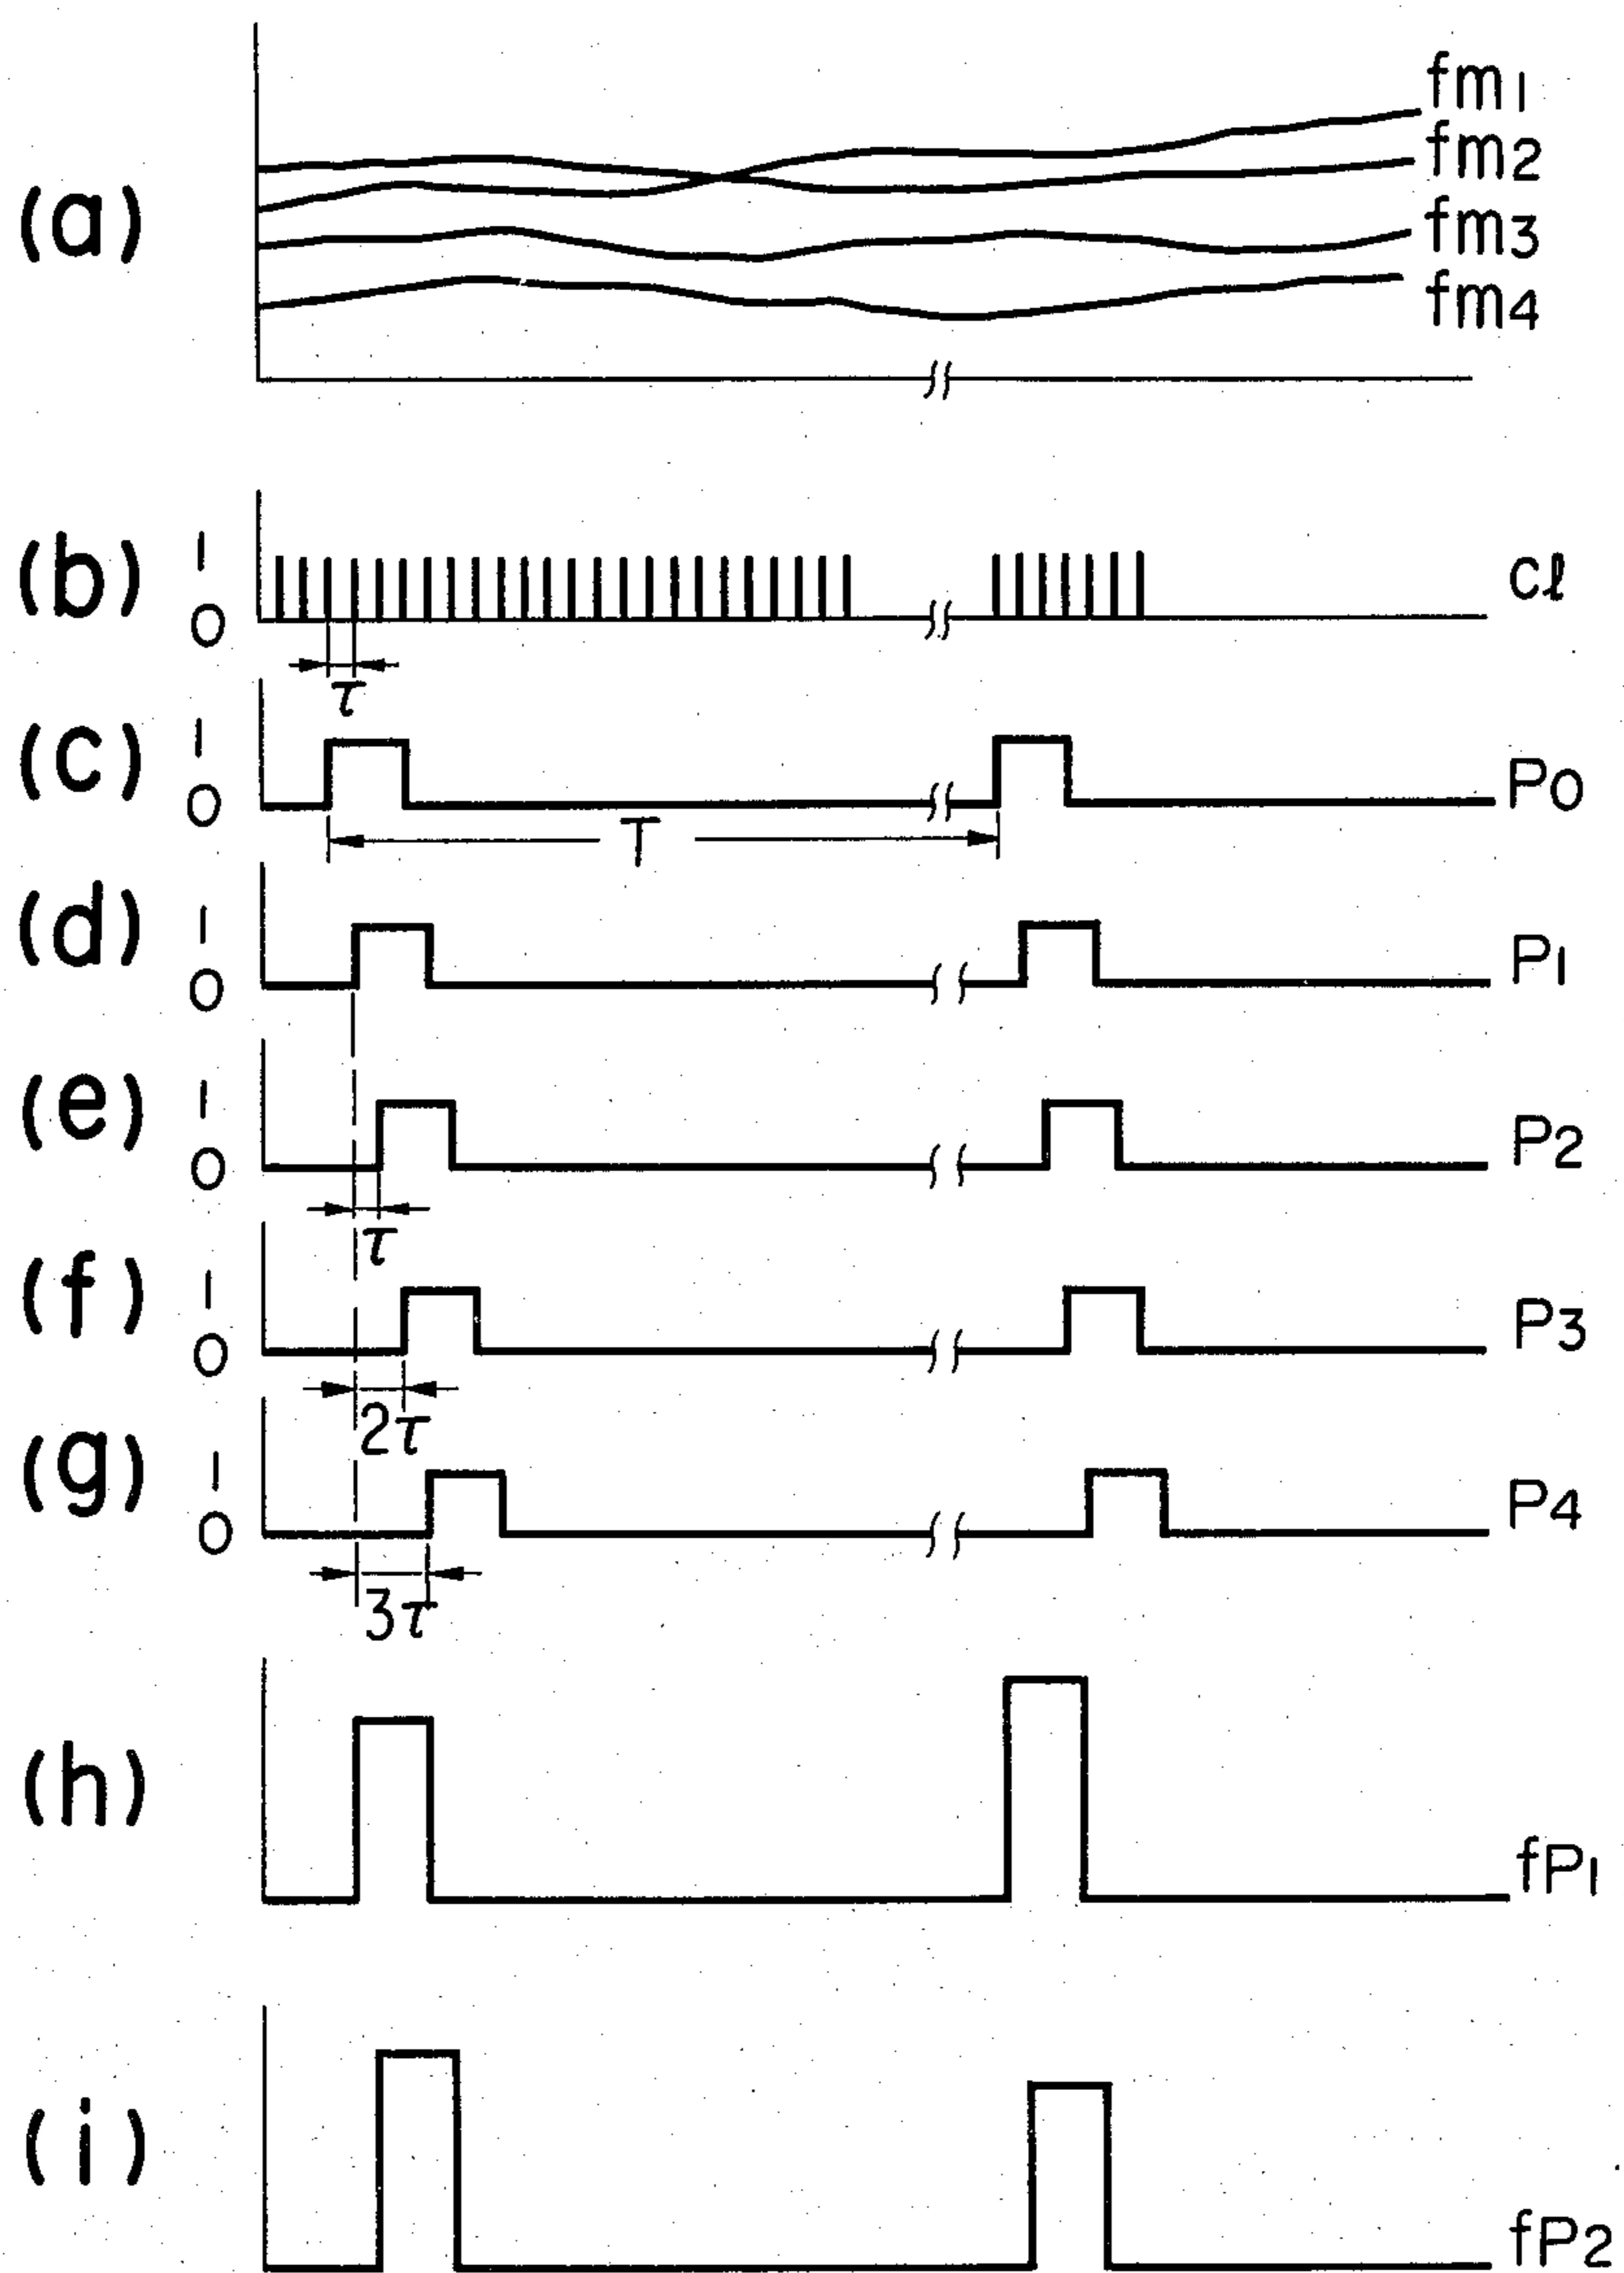 (a)
fm1
fm2
fm3
fm4
(b) 1 0 cℓ
τ
(c) 1 0 P0
T
(d) 1 0 P1
(e) 1 0 P2
τ
(f) 1 0 P3
2τ
(g) 1 0 P4
3τ
(h) fP1
(i) fP2